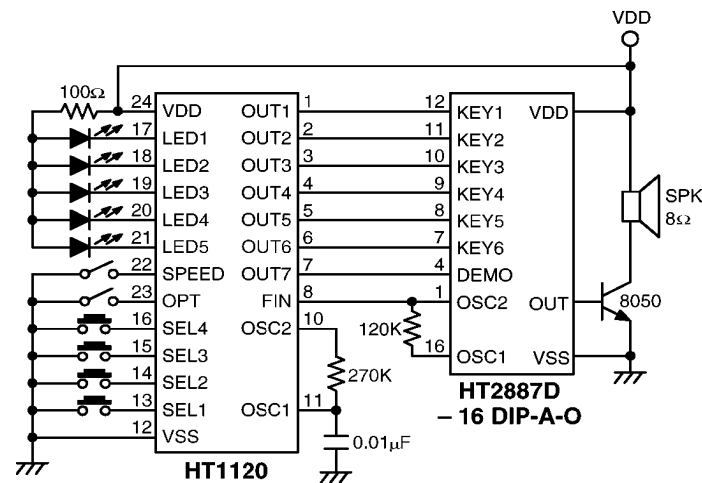 VDD
100Ω
24 VDD OUT1 1 12 KEY1 VDD
17 LED1 OUT2 2 11 KEY2
18 LED2 OUT3 3 10 KEY3
19 LED3 OUT4 4 9 KEY4
SPK
20 LED4 OUT5 5 8 KEY5
8Ω
21 LED5 OUT6 6 7 KEY6
22 SPEED OUT7 7 4 DEMO
23 OPT FIN 8 1 OSC2 OUT 8050
16 SEL4 OSC2 10 120K
15 SEL3 16 OSC1 VSS
14 SEL2 270K
HT2887D
13 SEL1 OSC1 11
– 16 DIP-A-O
12 VSS
0.01µF
HT1120